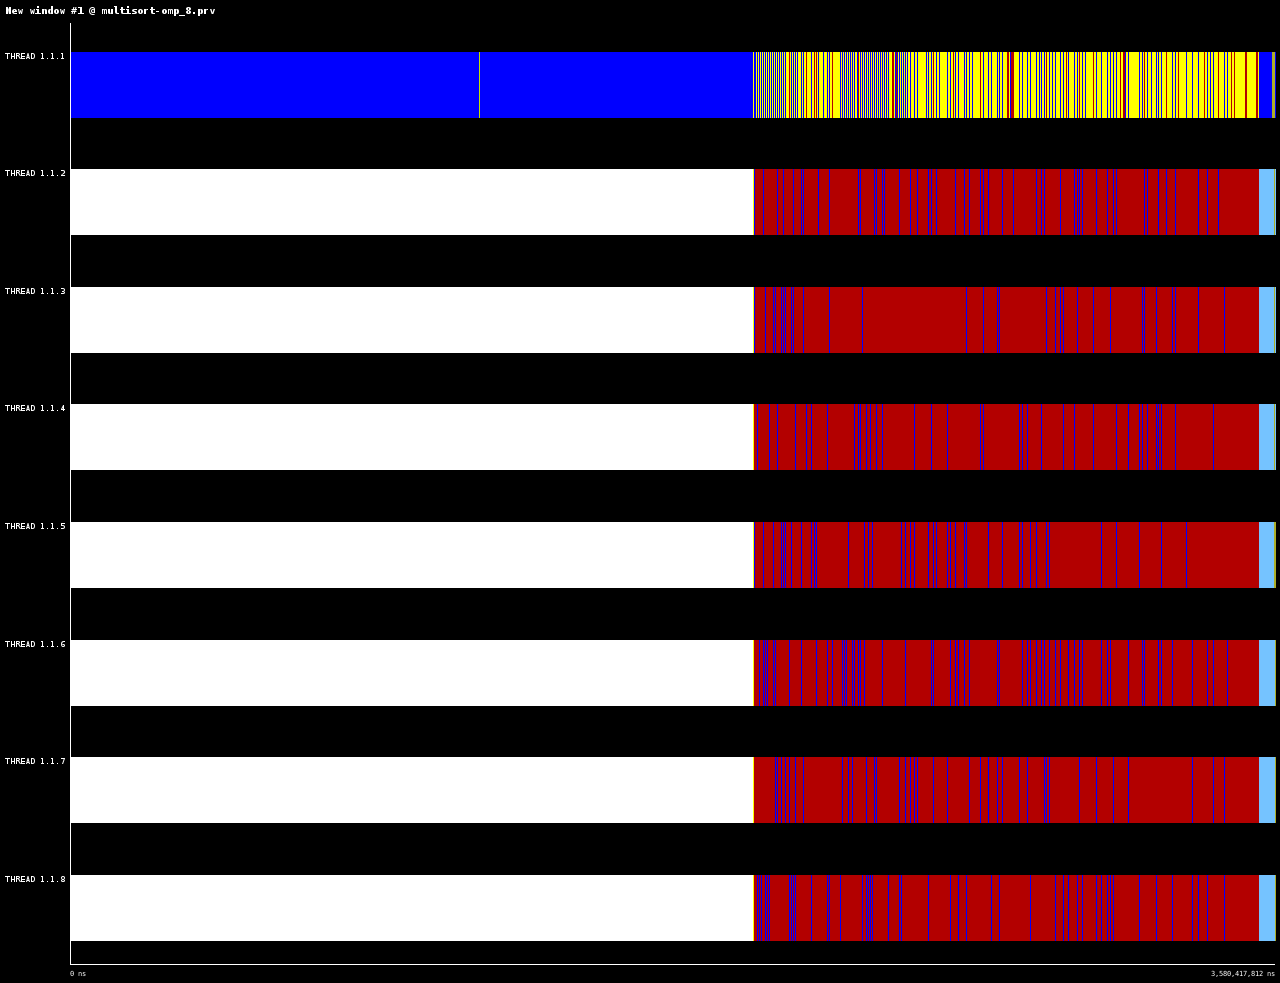 New window #1 @ multisort-omp_8.prv
THREAD 1.1.1
THREAD 1.1.2
THREAD 1.1.3
THREAD 1.1.4
THREAD 1.1.5
THREAD 1.1.6
THREAD 1.1.7
THREAD 1.1.8
0 ns
3,580,417,812 ns